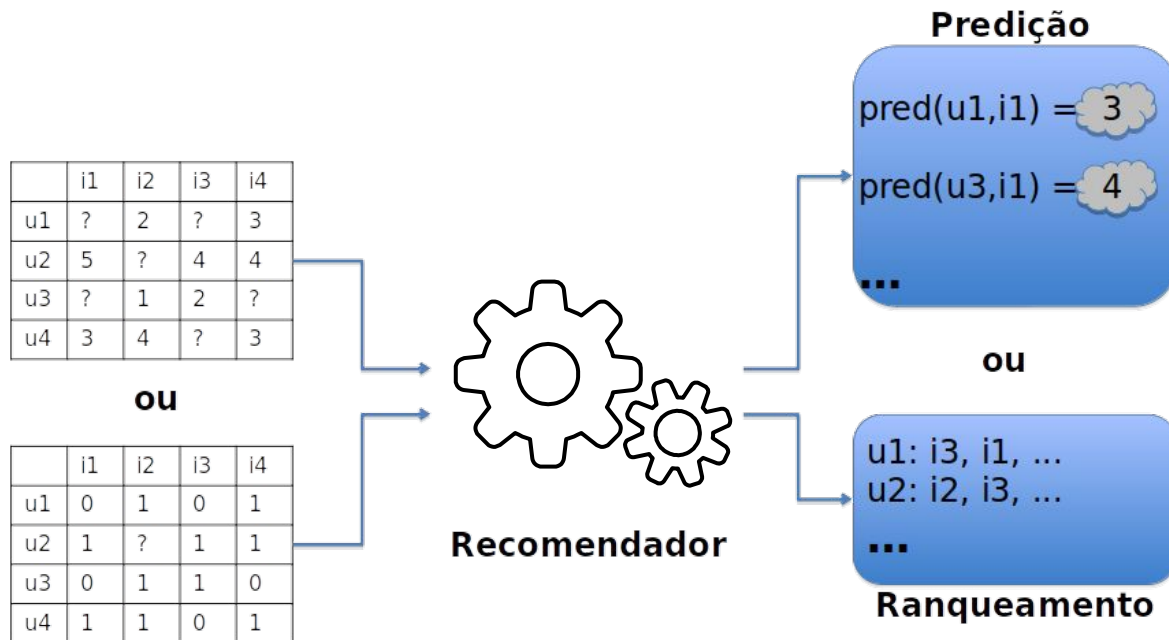 Predição
pred(u1,i1) = 3
pred(u3,i1) = 4
...
i1 i2 i3 i4
u1 ? 2 ? 3
u2 5 ? 4 4
u3 ? 1 2 ?
u4 3 4 ? 3
ou
i1 i2 i3 i4
u1 0 1 0 1
u2 1 ? 1 1
u3 0 1 1 0
u4 1 1 0 1
Recomendador
ou
u1: i3, i1, ...
u2: i2, i3, ...
...
Ranqueamento